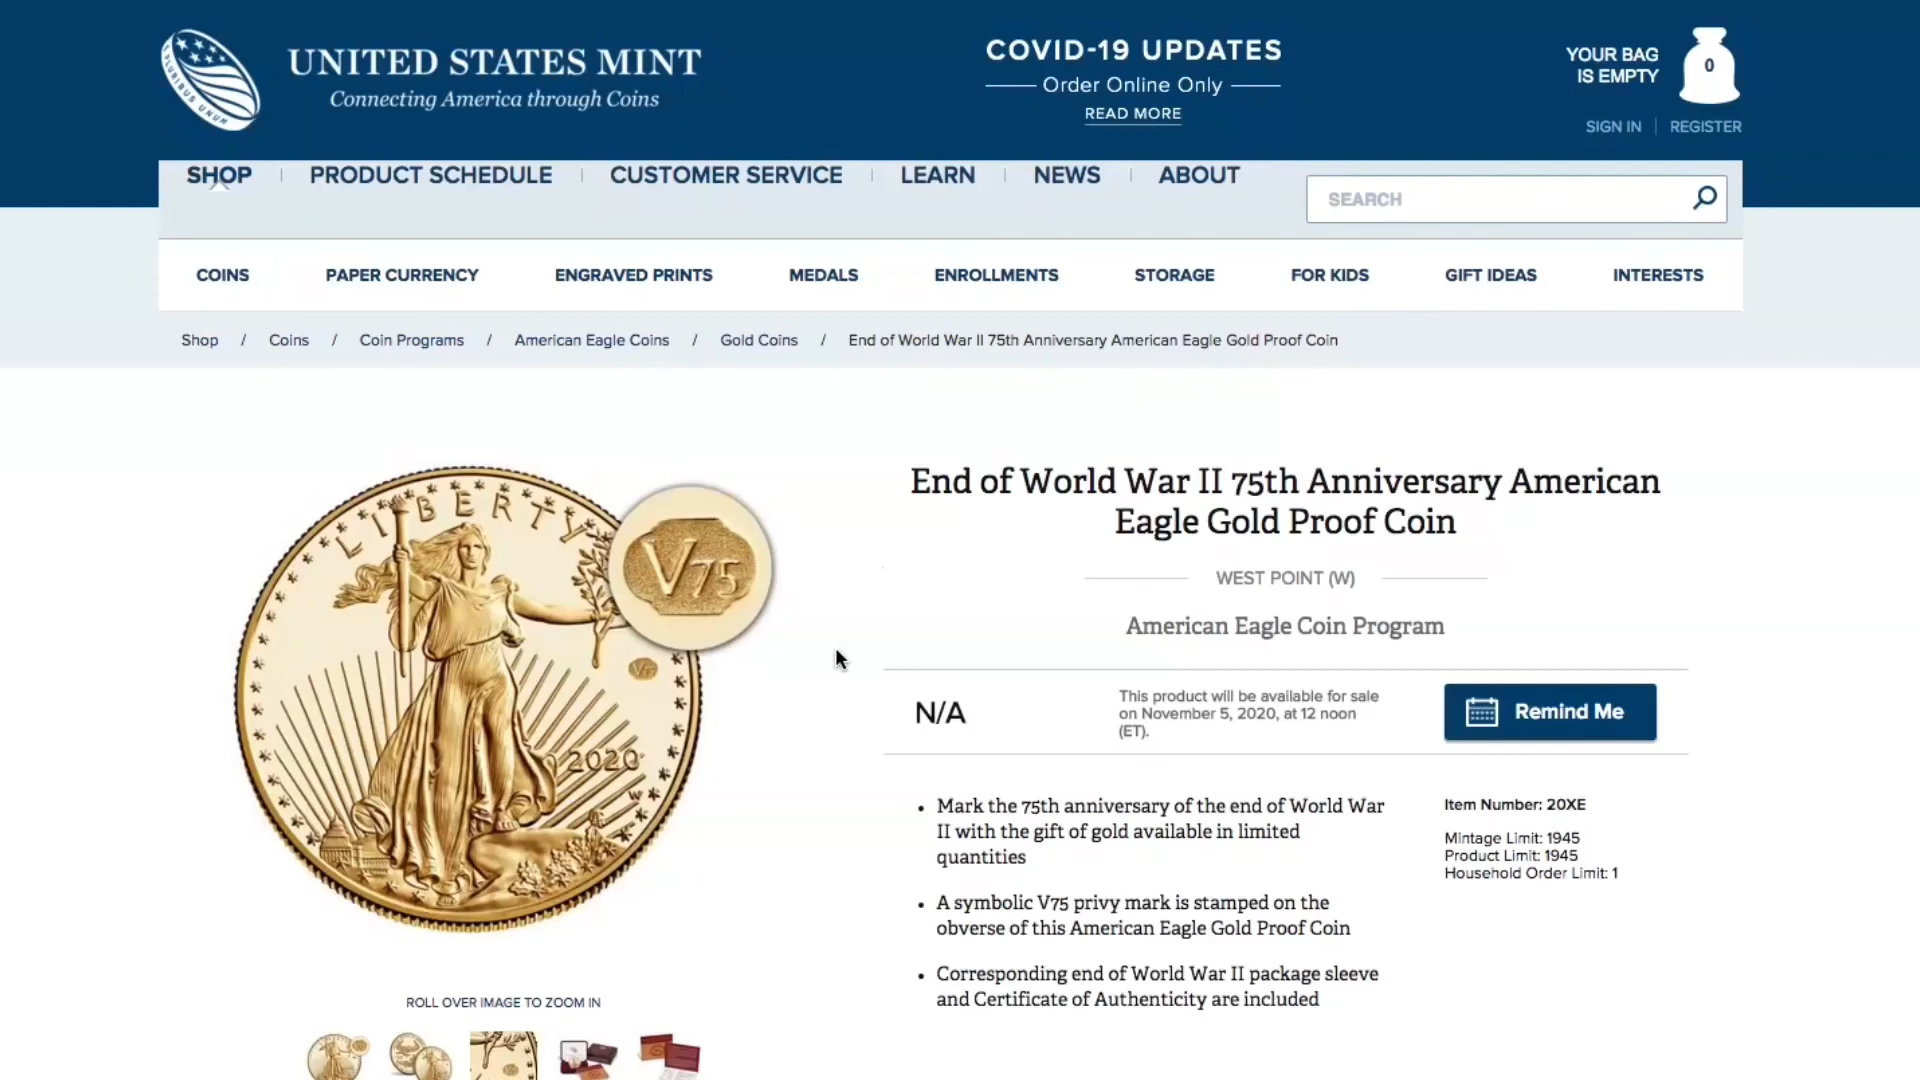 UNITED STATES MINT
Connecting America through Coins
PLURIBUS UNUM
COVID-19 UPDATES
Order Online Only
READ MORE
YOUR BAG
IS EMPTY
0
SIGN IN
REGISTER
SHOP
PRODUCT SCHEDULE
CUSTOMER SERVICE
LEARN
NEWS
ABOUT
SEARCH
COINS
PAPER CURRENCY
ENGRAVED PRINTS
MEDALS
ENROLLMENTS
STORAGE
FOR KIDS
GIFT IDEAS
INTERESTS
Shop / Coins / Coin Programs / American Eagle Coins / Gold Coins / End of World War II 75th Anniversary American Eagle Gold Proof Coin
LIBERTY
V75
V75
2020
W
End of World War II 75th Anniversary American
Eagle Gold Proof Coin
WEST POINT (W)
American Eagle Coin Program
N/A
This product will be available for sale
on November 5, 2020, at 12 noon
(ET).
Remind Me
• Mark the 75th anniversary of the end of World War
II with the gift of gold available in limited
quantities
• A symbolic V75 privy mark is stamped on the
obverse of this American Eagle Gold Proof Coin
• Corresponding end of World War II package sleeve
and Certificate of Authenticity are included
Item Number: 20XE
Mintage Limit: 1945
Product Limit: 1945
Household Order Limit: 1
ROLL OVER IMAGE TO ZOOM IN